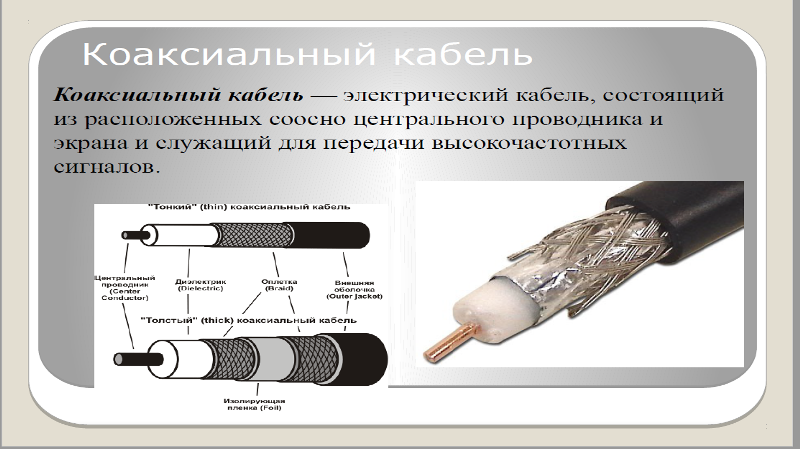 Коаксиальный кабель
Коаксиальный кабель — электрический кабель, состоящий
из расположенных соосно центрального проводника и
экрана и служащий для передачи высокочастотных
сигналов.
"Тонкий" (thin) коаксиальный кабель
Центральный
проводник
(Center
Conductor)
Диэлектрик
(Dielectric)
Оплетка
(Braid)
Внешняя
оболочка
(Outer Jacket)
"Толстый" (thick) коаксиальный кабель
Изолирующая
пленка (Foil)